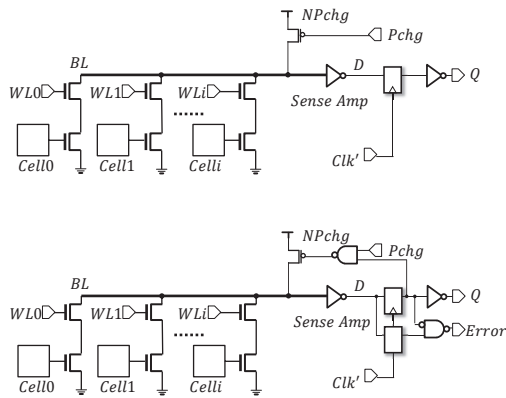 NPchg
Pchg
BL
D
Q
WL0
WL1
WLi
Sense Amp
......
Cell0
Cell1
Celli
Clk'
NPchg
Pchg
BL
D
Q
WL0
WL1
WLi
Sense Amp
Error
......
Cell0
Cell1
Celli
Clk'